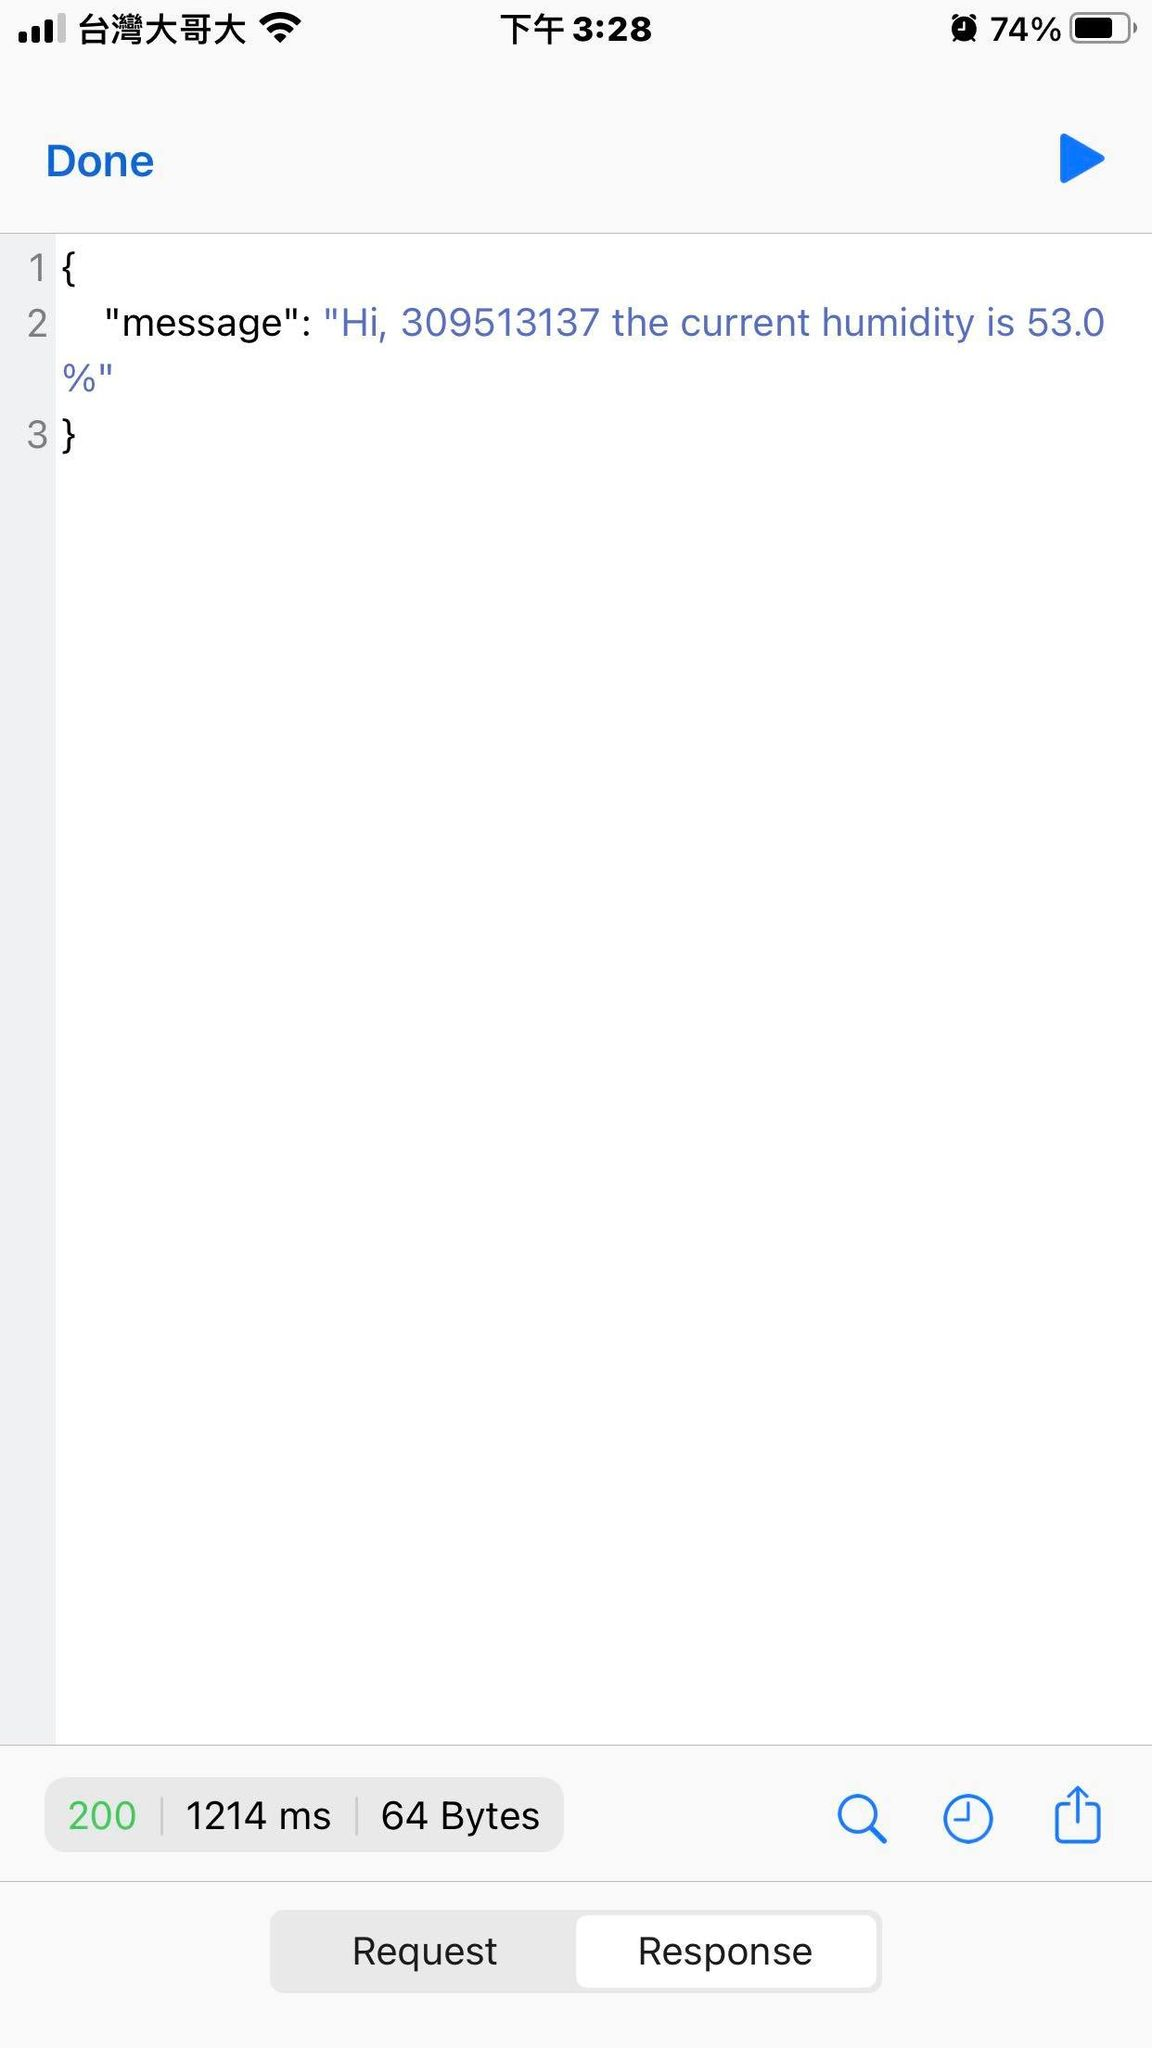 台灣大哥大 下午 3:28 74%
Done
1 {
2 "message": "Hi, 309513137 the current humidity is 53.0
%"
3 }
200 1214 ms 64 Bytes
Request Response